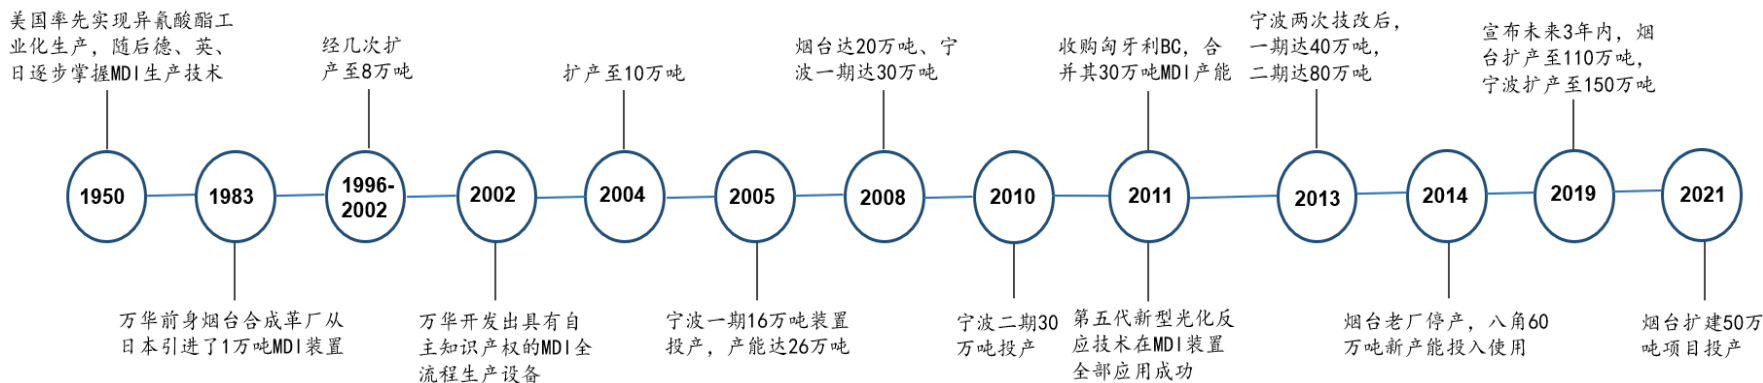 美国率先实现异氰酸酯工
业化生产，随后德、英、
日逐步掌握MDI生产技术
1950
1983
万华前身烟台合成革厂从
日本引进了1万吨MDI装置
经几次扩
产至8万吨
1996-
2002
2002
万华开发出具有自
主知识产权的MDI全
流程生产设备
扩产至10万吨
2004
2005
宁波一期16万吨装置
投产，产能达26万吨
烟台达20万吨、宁
波一期达30万吨
2008
2010
宁波二期30
万吨投产
收购匈牙利BC，合
并其30万吨MDI产能
2011
第五代新型光化反
应技术在MDI装置
全部应用成功
宁波两次技改后，
一期达40万吨，
二期达80万吨
2013
2014
烟台老厂停产，八角60
万吨新产能投入使用
宣布未来3年内，烟
台扩产至110万吨，
宁波扩产至150万吨
2019
2021
烟台扩建50万
吨项目投产